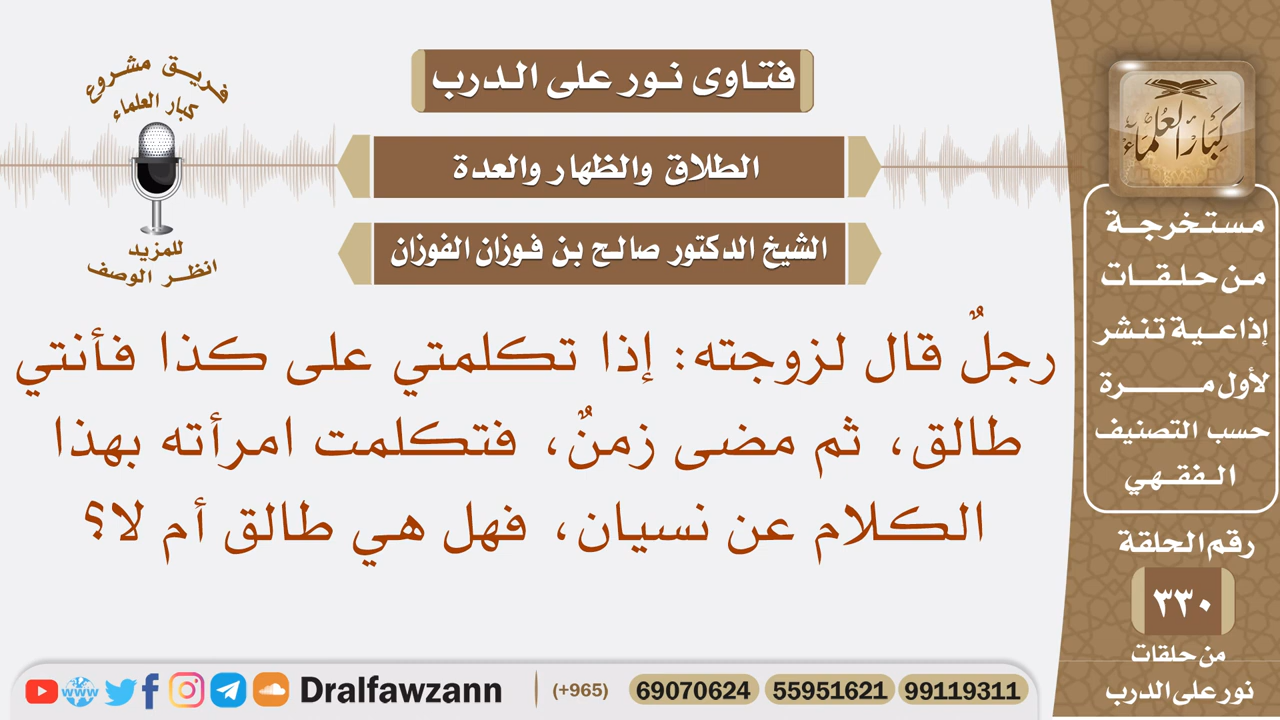 فتاوى نور على الدرب
الطلاق والظهار والعدة
الشيخ الدكتور صالح بن فوزان الفوزان
فريق مشروع
كبار العلماء
للمزيد
انظر الوصف
رجلٌ قال لزوجته: إذا تكلمتي على كذا فأنتي
طالق، ثم مضى زمنٌ، فتكلمت امرأته بهذا
الكلام عن نسيان، فهل هي طالق أم لا؟
كبار العلماء
مستخرجة
من حلقات
إذاعية تنشر
لأول مرة
حسب التصنيف
الفقهي
رقم الحلقة
٣٣٠
من حلقات
نور على الدرب
www Dralfawzann (+965) 69070624 55951621 99119311